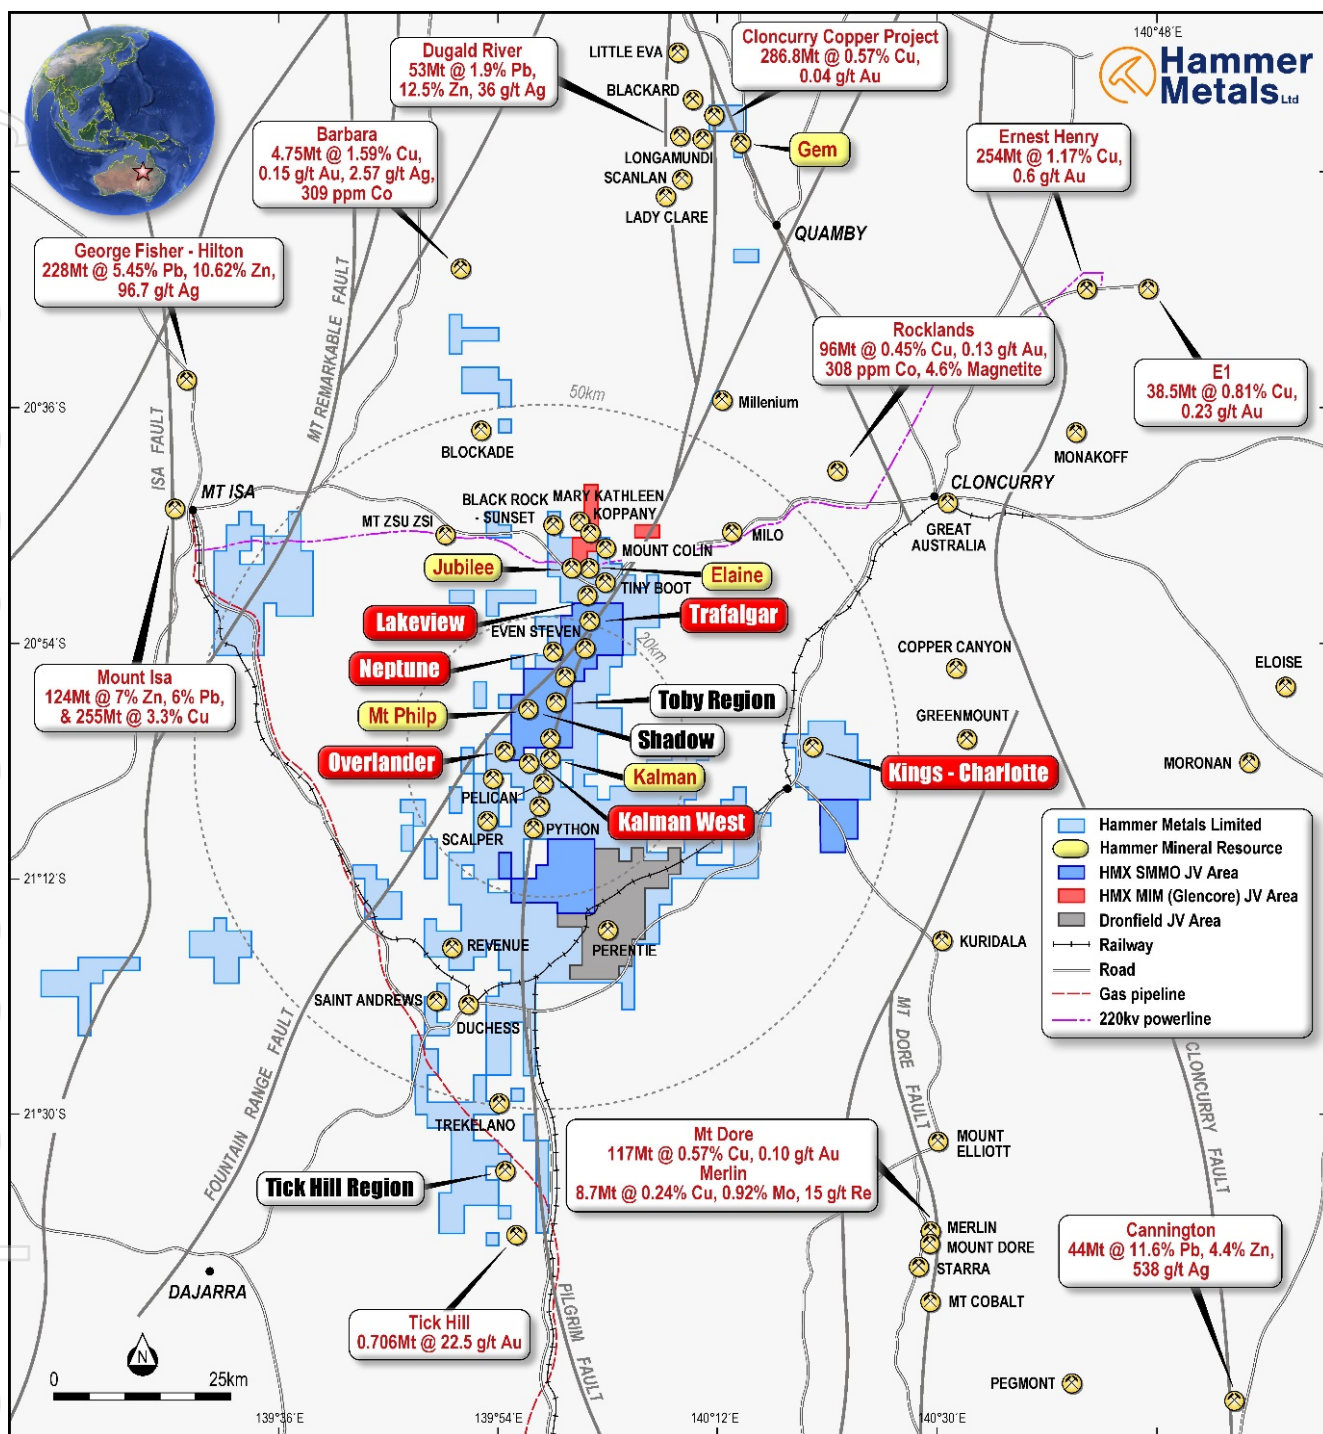 140°48´E
Hammer
Metals Ltd
Dugald River
53Mt @ 1.9% Pb,
12.5% Zn, 36 g/t Ag
LITTLE EVA
BLACKARD
Cloncurry Copper Project
286.8Mt @ 0.57% Cu,
0.04 g/t Au
Barbara
4.75Mt @ 1.59% Cu,
0.15 g/t Au, 2.57 g/t Ag,
309 ppm Co
LONGAMUNDI
SCANLAN
LADY CLARE
Gem
Ernest Henry
254Mt @ 1.17% Cu,
0.6 g/t Au
QUAMBY
George Fisher - Hilton
228Mt @ 5.45% Pb, 10.62% Zn,
96.7 g/t Ag
MT REMARKABLE FAULT
Rocklands
96Mt @ 0.45% Cu, 0.13 g/t Au,
308 ppm Co, 4.6% Magnetite
E1
38.5Mt @ 0.81% Cu,
0.23 g/t Au
50km
20°36´S
Millenium
ISA FAULT
BLOCKADE
MONAKOFF
MT ISA
CLONCURRY
BLACK ROCK
- SUNSET
MARY KATHLEEN
KOPPANY
MT ZSU ZSI
MILO
GREAT
AUSTRALIA
MOUNT COLIN
Jubilee
Elaine
TINY BOOT
Lakeview
Trafalgar
EVEN STEVEN
20km
20°54´S
Neptune
COPPER CANYON
ELOISE
Mount Isa
124Mt @ 7% Zn, 6% Pb,
& 255Mt @ 3.3% Cu
Toby Region
Mt Philp
Shadow
GREENMOUNT
Overlander
Kalman
Kings - Charlotte
MORONAN
PELICAN
Kalman West
SCALPER
PYTHON
Hammer Metals Limited
Hammer Mineral Resource
HMX SMMO JV Area
HMX MIM (Glencore) JV Area
Dronfield JV Area
Railway
Road
Gas pipeline
220kv powerline
21°12´S
REVENUE
PERENTIE
KURIDALA
SAINT ANDREWS
DUCHESS
FOUNTAIN RANGE FAULT
MT DORE FAULT
CLONCURRY FAULT
21°30´S
TREKELANO
Mt Dore
117Mt @ 0.57% Cu, 0.10 g/t Au
Merlin
8.7Mt @ 0.24% Cu, 0.92% Mo, 15 g/t Re
MOUNT
ELLIOTT
Tick Hill Region
MERLIN
MOUNT DORE
STARRA
MT COBALT
Cannington
44Mt @ 11.6% Pb, 4.4% Zn,
538 g/t Ag
DAJARRA
Tick Hill
0.706Mt @ 22.5 g/t Au
PILGRIM FAULT
N
0
25km
PEGMONT
139°36´E
139°54´E
140°12´E
140°30´E